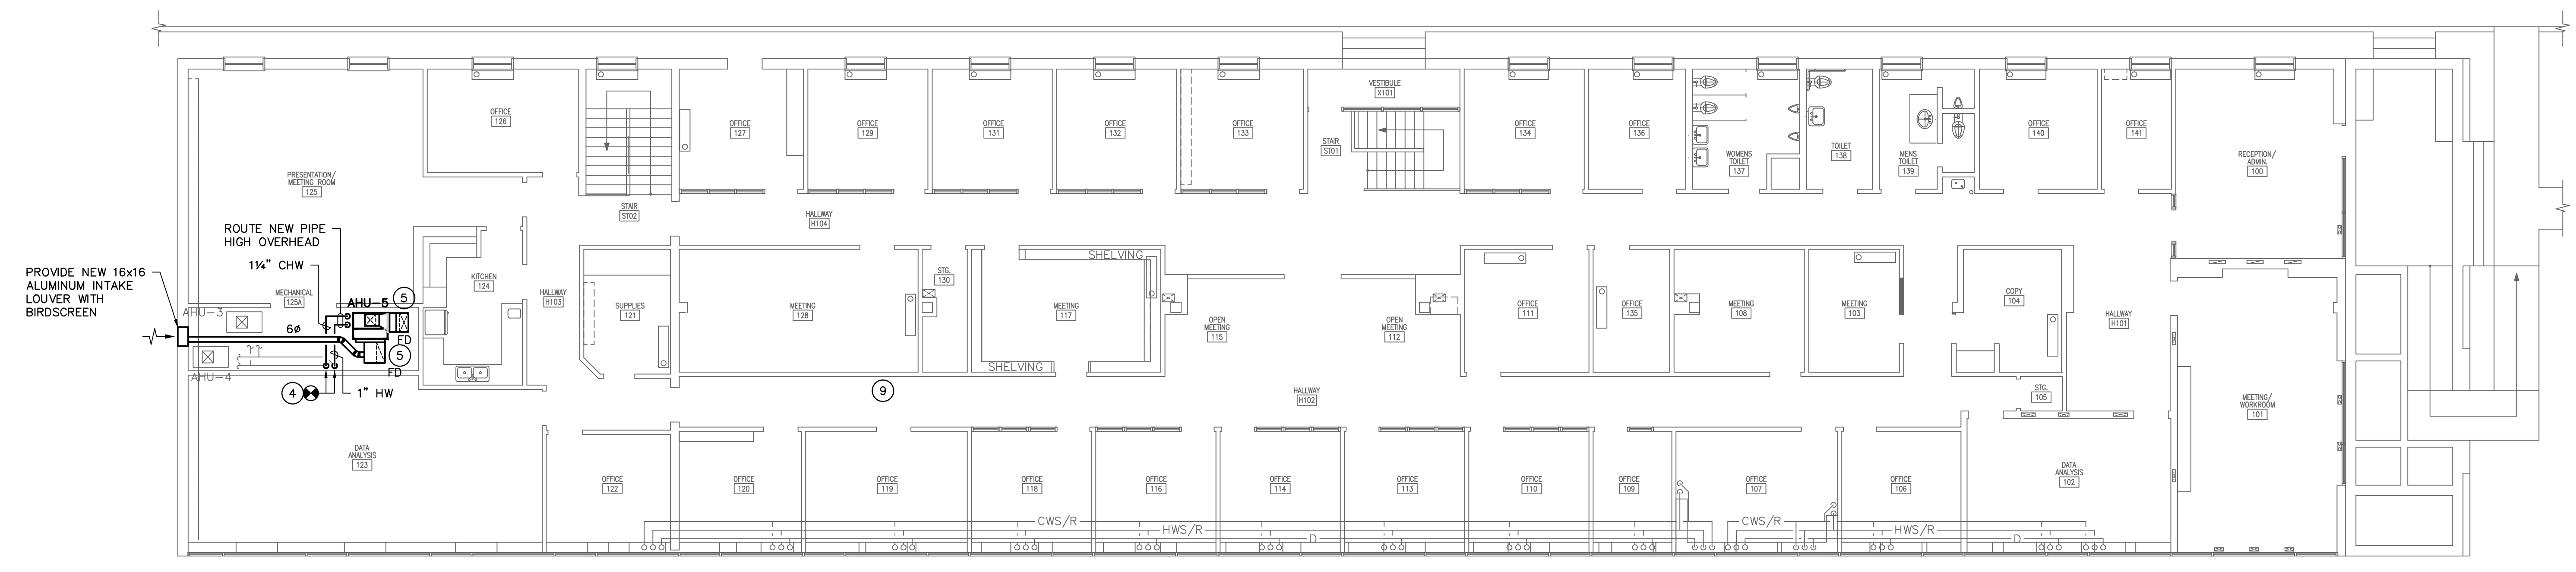 VESTIBULE
X101
OFFICE
126
OFFICE
127
OFFICE
129
OFFICE
131
OFFICE
132
OFFICE
133
STAIR
ST01
OFFICE
134
OFFICE
136
WOMENS
TOILET
137
TOILET
138
MENS
TOILET
139
OFFICE
140
OFFICE
141
RECEPTION/
ADMIN.
100
PRESENTATION/
MEETING ROOM
125
STAIR
ST02
HALLWAY
H104
ROUTE NEW PIPE
HIGH OVERHEAD
1¼" CHW
PROVIDE NEW 16x16
ALUMINUM INTAKE
LOUVER WITH
BIRDSCREEN
MECHANICAL
125A
AHU-5
5
AHU-3
6ø
FD
5
FD
AHU-4
4
1" HW
KITCHEN
124
HALLWAY
H103
SUPPLIES
121
MEETING
128
STG.
130
SHELVING
MEETING
117
SHELVING
OPEN
MEETING
115
OPEN
MEETING
112
OFFICE
111
OFFICE
135
MEETING
108
MEETING
103
COPY
104
HALLWAY
H101
STG.
105
MEETING/
WORKROOM
101
9
HALLWAY
H102
DATA
ANALYSIS
123
OFFICE
122
OFFICE
120
OFFICE
119
OFFICE
118
OFFICE
116
OFFICE
114
OFFICE
113
OFFICE
110
OFFICE
109
OFFICE
107
OFFICE
106
DATA
ANALYSIS
102
CWS/R
HWS/R
D
CWS/R
HWS/R
D